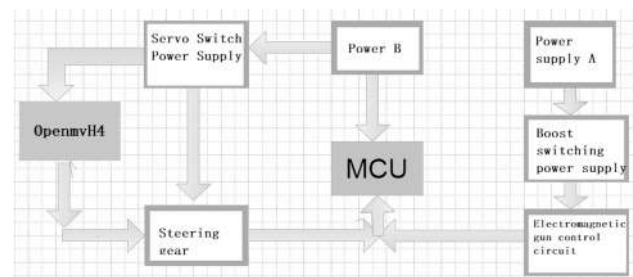 Servo Switch
Power Supply
Power B
Power
supply A
OpenmvH4
MCU
Boost
switching
power supply
Steering
gear
Electromagnetic
gun control
circuit